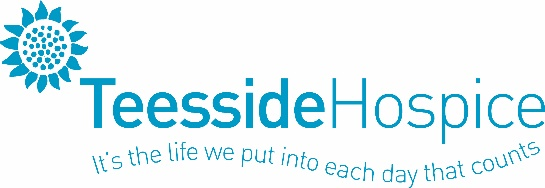 TeessideHospice
It's the life we put into each day that counts